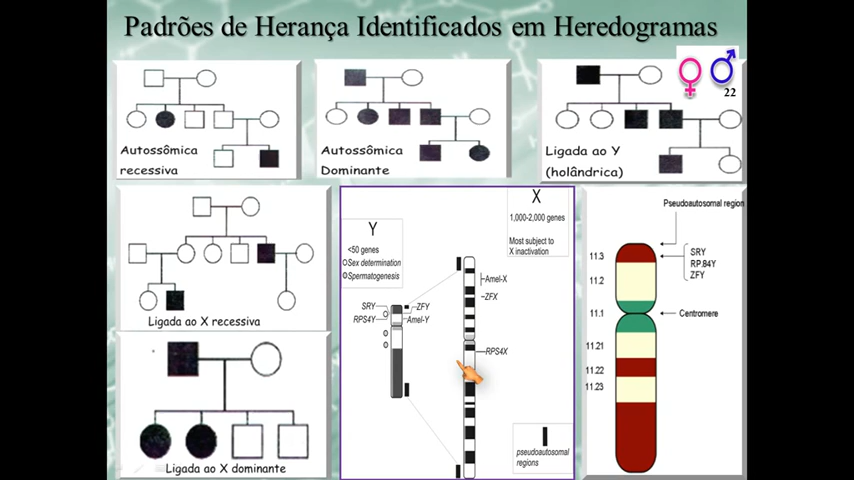 Padrões de Herança Identificados em Heredogramas
22
Autossômica
recessiva
Autossômica
Dominante
Ligada ao Y
(holândrica)
Ligada ao X recessiva
Ligada ao X dominante
Y
<50 genes
Sex determination
Spermatogenesis
X
1,000-2,000 genes
Most subject to
X inactivation
SRY
RPS4Y
ZFY
Amel-Y
Amel-X
ZFX
RPS4X
pseudoautosomal
regions
Pseudoautosomal region
SRY
RP.84Y
ZFY
Centromere
11.3
11.2
11.1
11.21
11.22
11.23